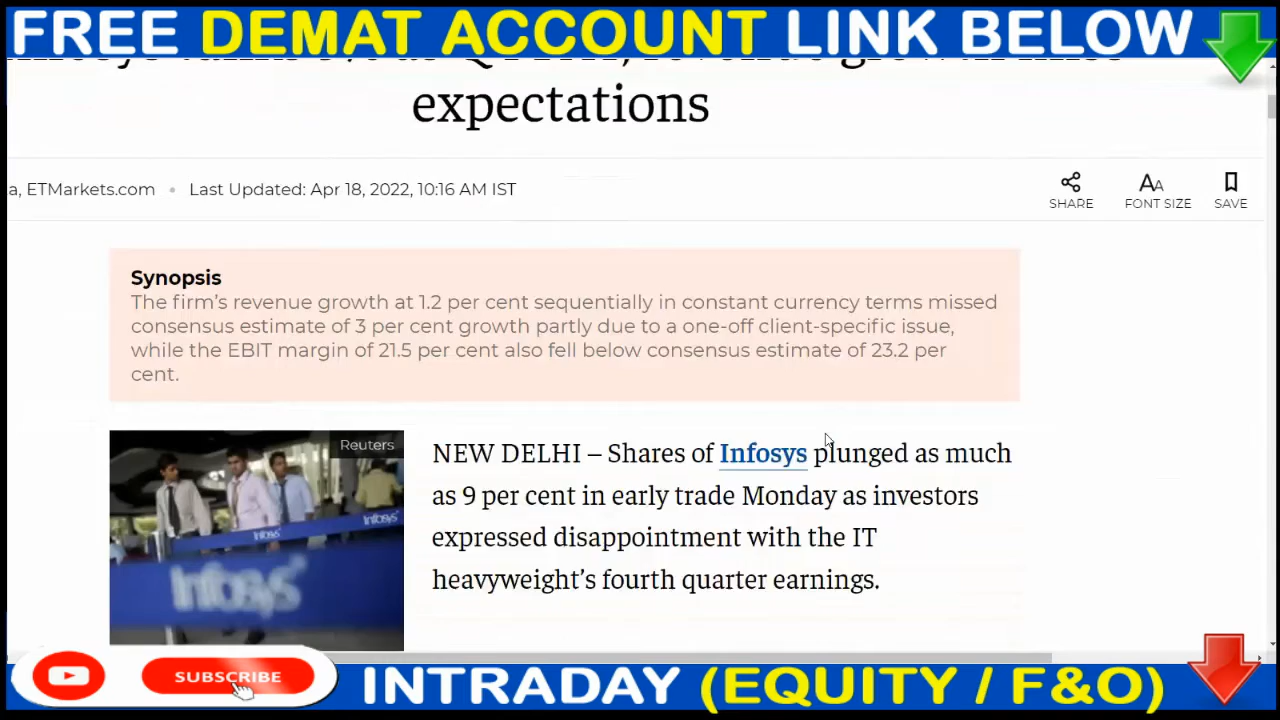 FREE DEMAT ACCOUNT LINK BELOW
expectations
a, ETMarkets.com • Last Updated: Apr 18, 2022, 10:16 AM IST
SHARE
AA
FONT SIZE
SAVE
Synopsis
The firm's revenue growth at 1.2 per cent sequentially in constant currency terms missed
consensus estimate of 3 per cent growth partly due to a one-off client-specific issue,
while the EBIT margin of 21.5 per cent also fell below consensus estimate of 23.2 per
cent.
Reuters
Infosys
Infosys
Infosys
NEW DELHI – Shares of Infosys plunged as much
as 9 per cent in early trade Monday as investors
expressed disappointment with the IT
heavyweight's fourth quarter earnings.
SUBSCRIBE
INTRADAY (EQUITY / F&O)